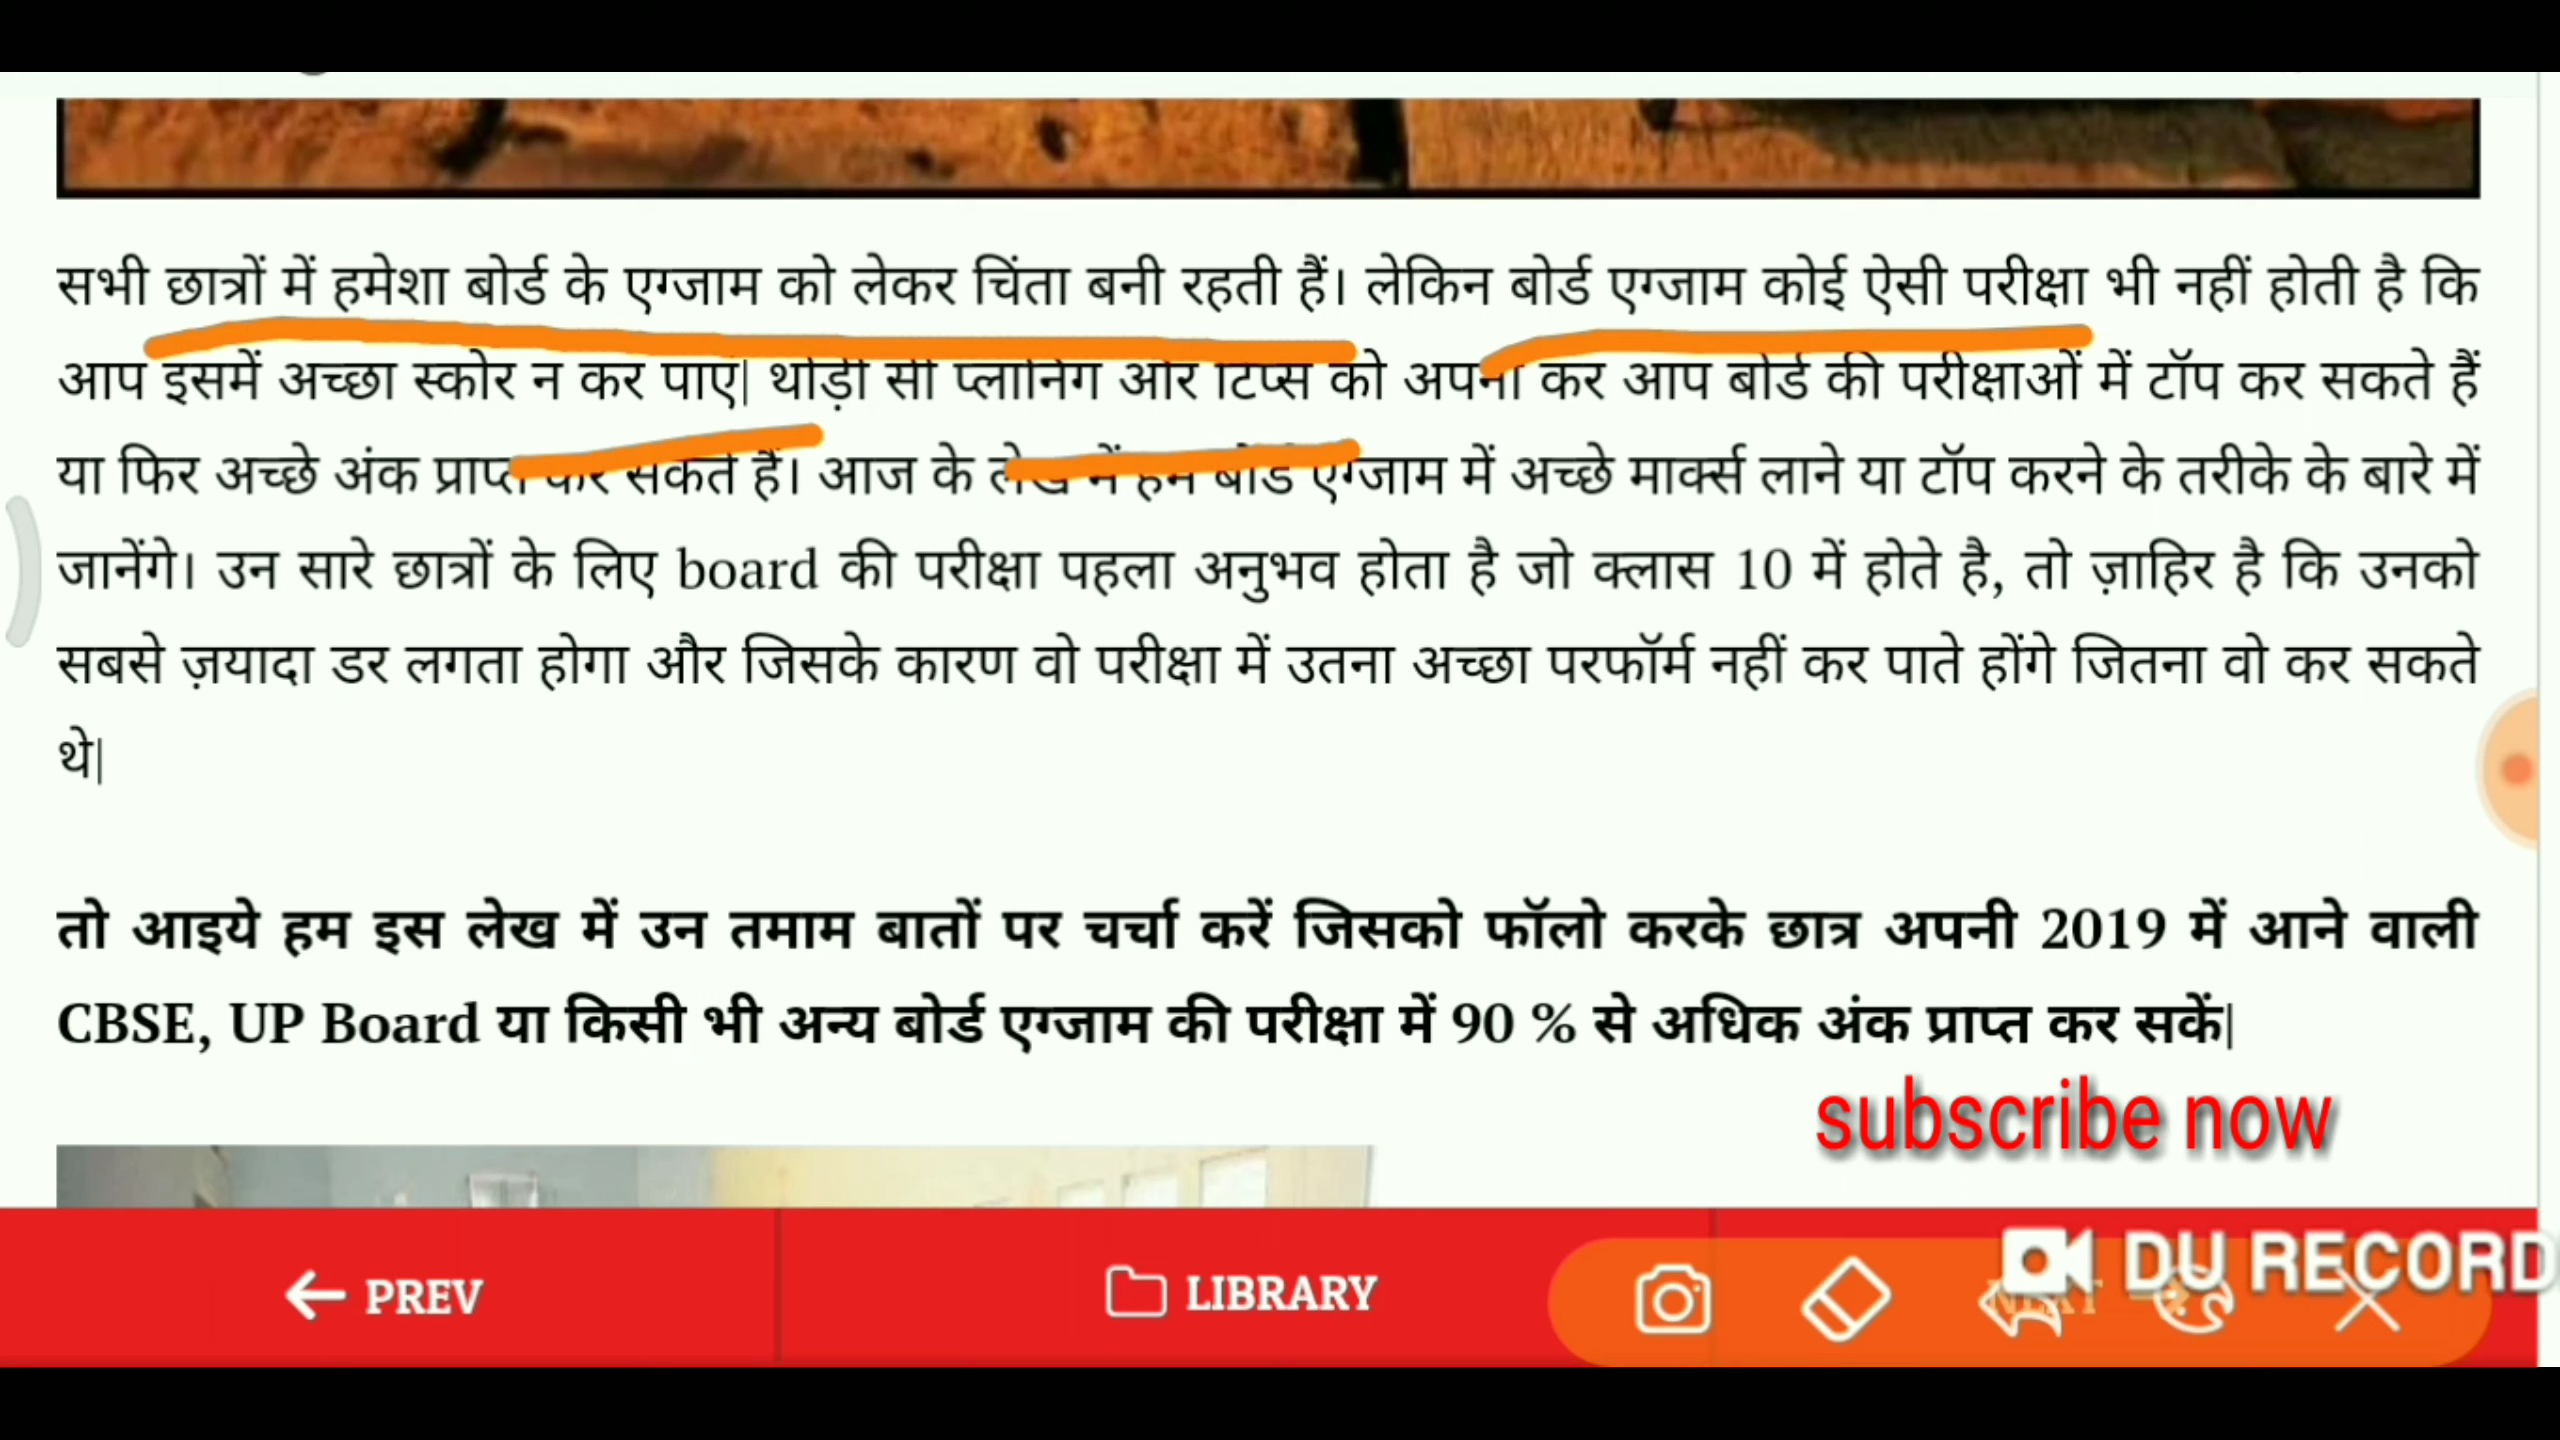 सभी छात्रों में हमेशा बोर्ड के एग्जाम को लेकर चिंता बनी रहती हैं। लेकिन बोर्ड एग्जाम कोई ऐसी परीक्षा भी नहीं होती है कि
आप इसमें अच्छा स्कोर न कर पाए| थोड़ी सी प्लानिंग और टिप्स को अपना कर आप बोर्ड की परीक्षाओं में टॉप कर सकते हैं
या फिर अच्छे अंक प्राप्त कर सकते हैं। आज के लेख में हम बोर्ड एग्जाम में अच्छे मार्क्स लाने या टॉप करने के तरीके के बारे में
जानेंगे। उन सारे छात्रों के लिए board की परीक्षा पहला अनुभव होता है जो क्लास 10 में होते है, तो ज़ाहिर है कि उनको
सबसे ज़यादा डर लगता होगा और जिसके कारण वो परीक्षा में उतना अच्छा परफॉर्म नहीं कर पाते होंगे जितना वो कर सकते
थे|
तो आइये हम इस लेख में उन तमाम बातों पर चर्चा करें जिसको फॉलो करके छात्र अपनी 2019 में आने वाली
CBSE, UP Board या किसी भी अन्य बोर्ड एग्जाम की परीक्षा में 90 % से अधिक अंक प्राप्त कर सकें|
subscribe now
PREV
LIBRARY
NEXT
DU RECORD